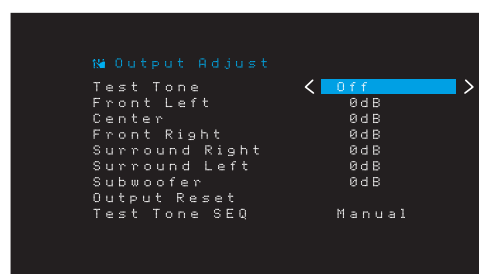 Output Adjust
Test Tone < Off >
Front Left 0dB
Center 0dB
Front Right 0dB
Surround Right 0dB
Surround Left 0dB
Subwoofer 0dB
Output Reset
Test Tone SEQ Manual